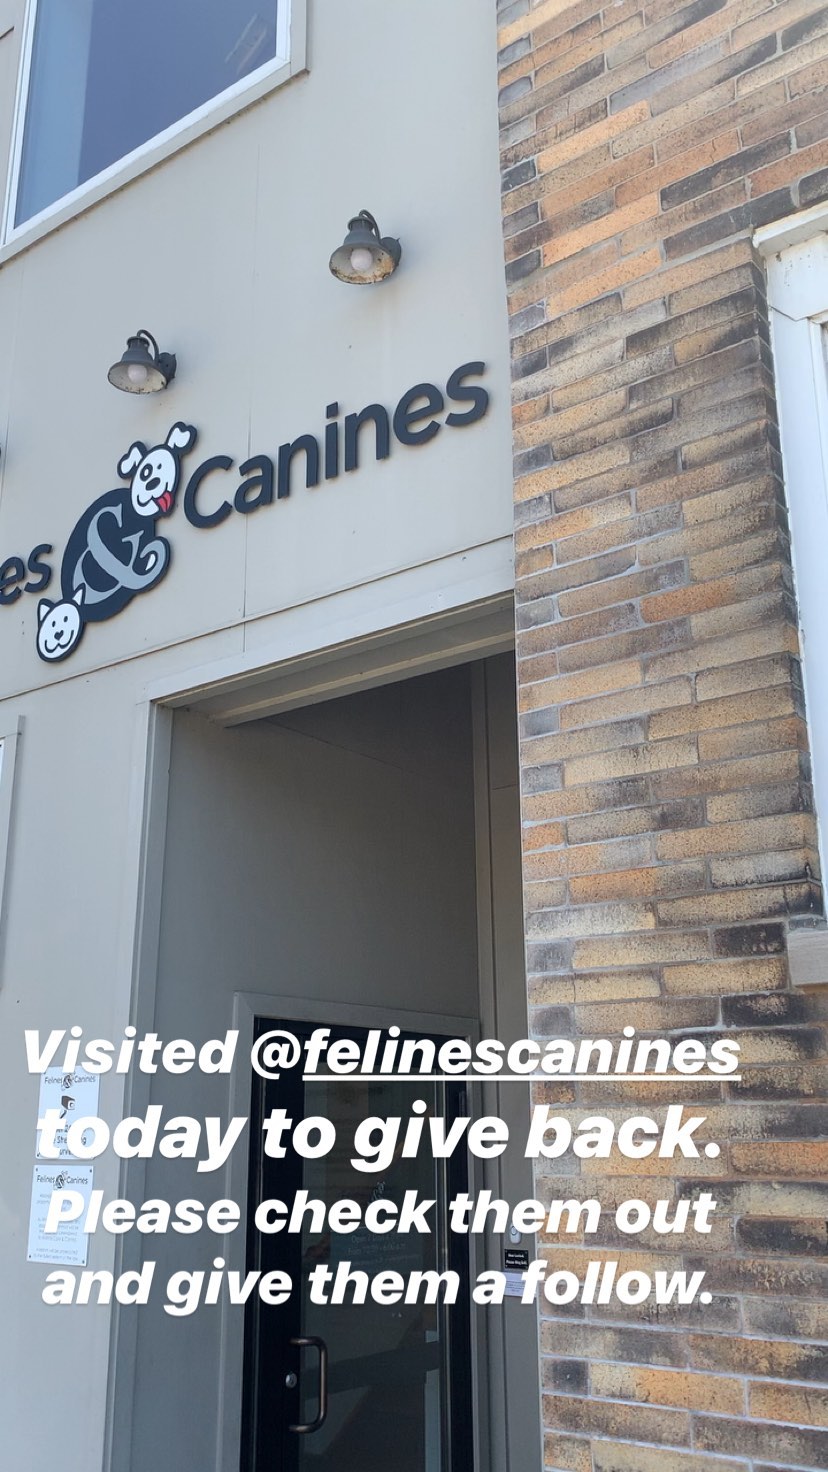 es & Canines
Visited @felinescanines
today to give back.
Please check them out
and give them a follow.
Felines & Canines
Felines & Canines